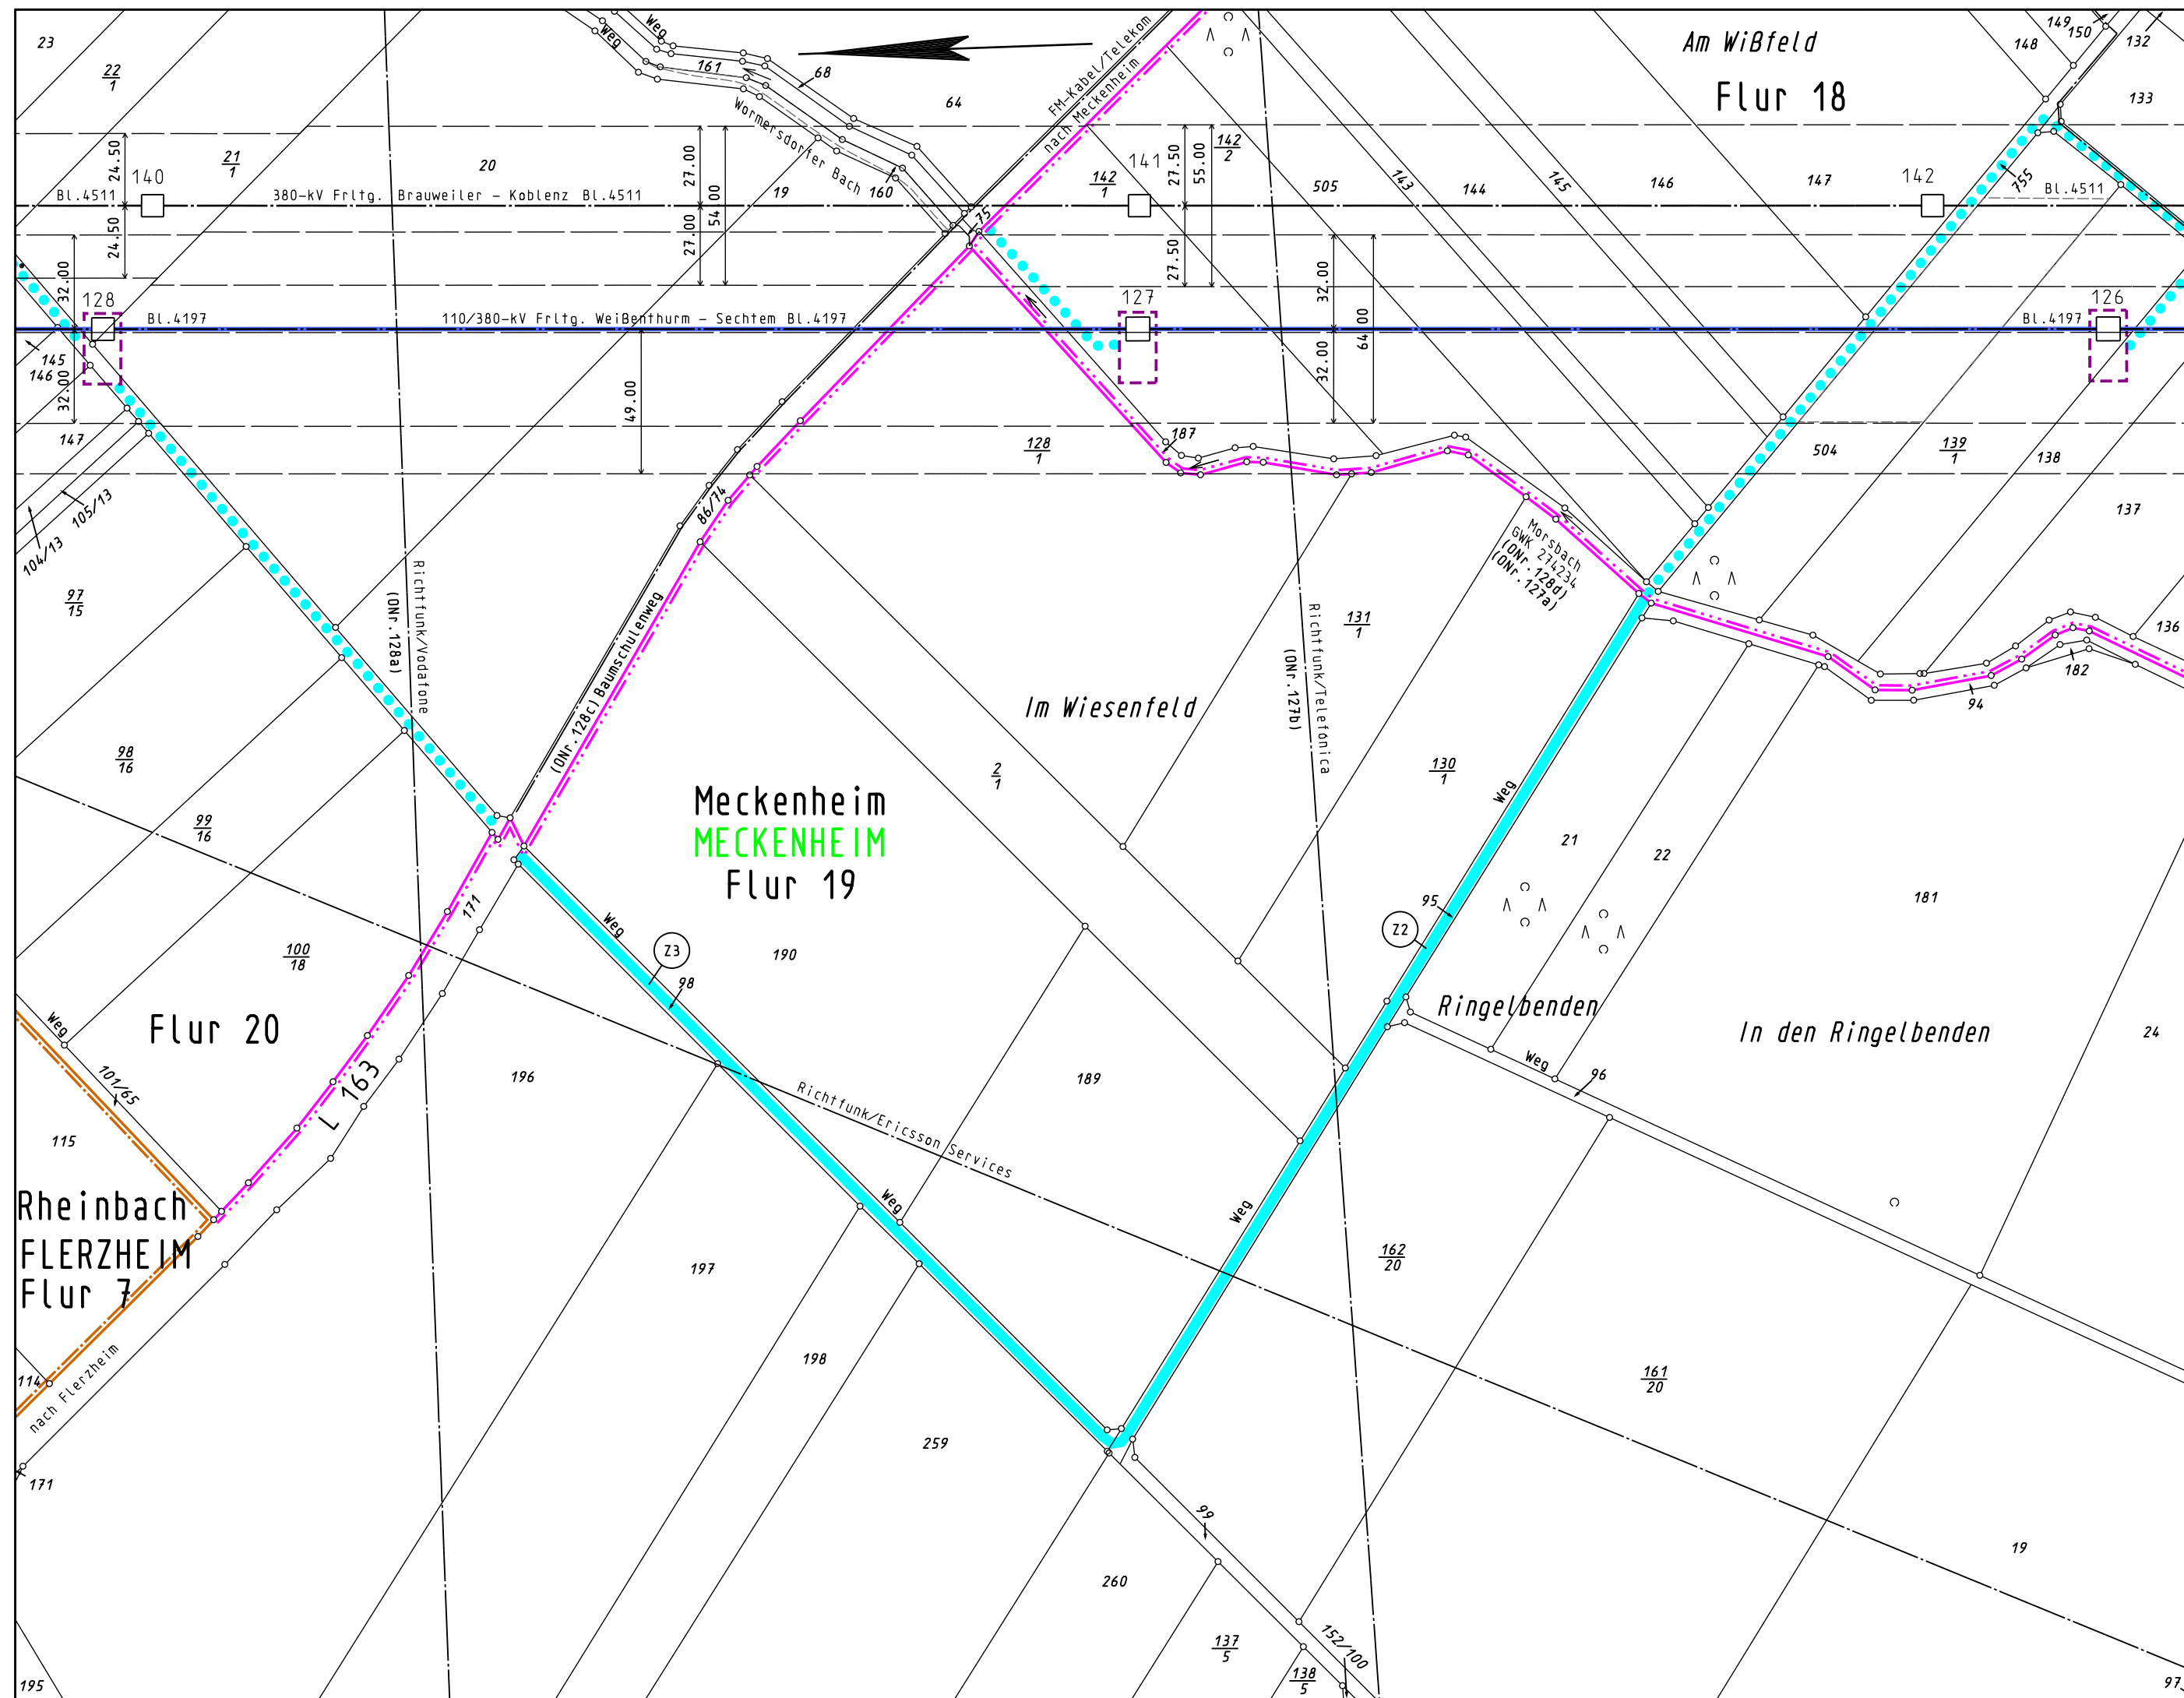 23
22
1
Weg
Weg
161
68
64
FM-Kabel/Telekom
nach Meckenheim
Am Wißfeld
Flur 18
148
149
150
132
133
Wormersdorfer Bach
24.50
24.50
140
21
1
20
27.00
27.00
54.00
19
160
75
142
1
141
27.50
27.50
55.00
142
2
505
143
144
145
146
147
142
755
Bl.4511
Bl.4511
380-kV Frltg. Brauweiler - Koblenz Bl.4511
32.00
32.00
128
Bl.4197
110/380-kV Frltg. Weißenthurm - Sechtem Bl.4197
127
32.00
32.00
64.00
126
Bl.4197
145
146
147
49.00
128
1
187
504
139
1
138
137
105/13
104/13
86/74
Morsbach
GWK 274234
(ONr.128d)
(ONr.127a)
97
15
Richtfunk/Vodafone
(ONr.128a)
(ONr.128c) Baumschulenweg
Richtfunk/Telefónica
(ONr.127b)
131
1
136
182
94
Im Wiesenfeld
98
16
2
1
130
1
Weg
Meckenheim
MECKENHEIM
Flur 19
99
16
21
22
171
Weg
Z3
98
190
95
Z2
181
100
18
Flur 20
Weg
Ringelbenden
In den Ringelbenden
24
101/65
L 163
196
189
Weg
96
115
Richtfunk/Ericsson Services
Rheinbach
FLERZHEIM
Flur 7
Weg
Weg
197
162
20
114
nach Flerzheim
198
161
20
259
171
99
19
260
137
5
152/100
138
5
195
97